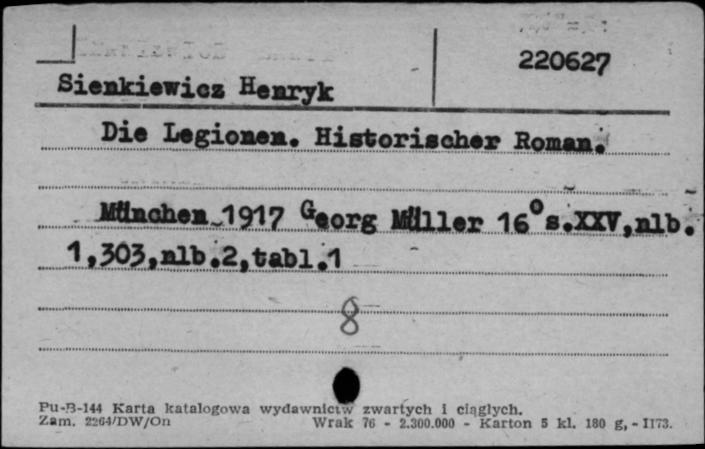 220627
Sienkiewicz Henryk
Die Legionen. Historischer Roman.
München 1917 Georg Müller 16° s.XXV,nlb.
1,303,nlb.2,tabl.1
8
Pu-B-144 Karta katalogowa wydawnictw zwartych i ciągłych.
Zam. 2264/DW/On Wrak 76 - 2.300.000 - Karton 5 kl. 180 g, - II73.